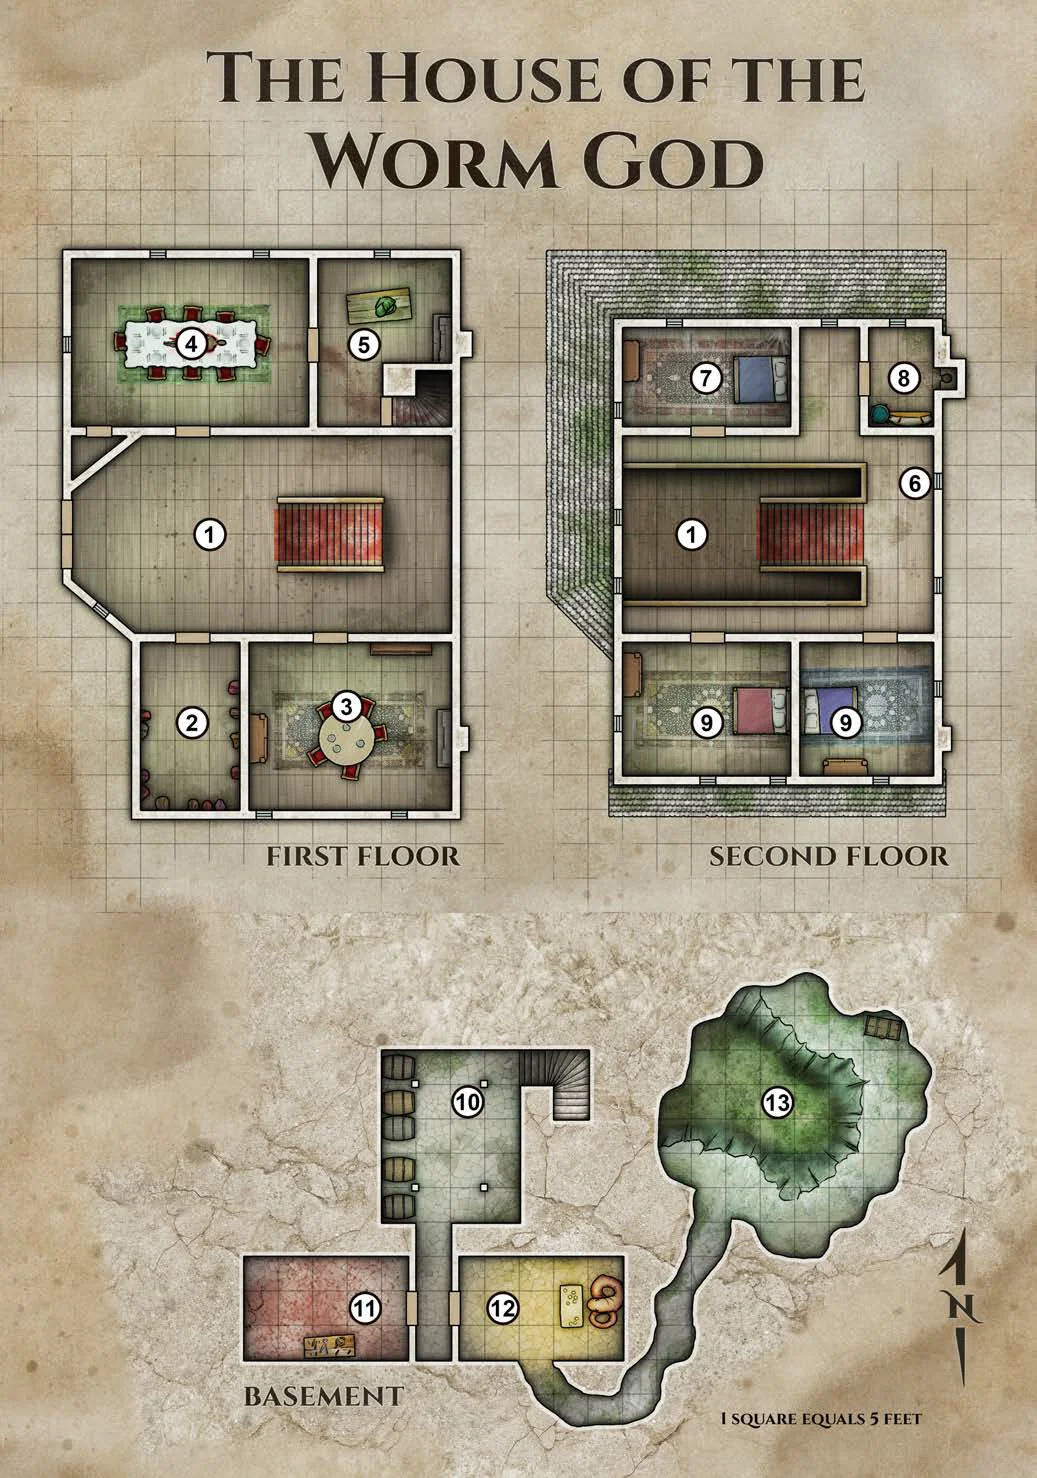 THE HOUSE OF THE
WORM GOD
4
5
1
2
3
FIRST FLOOR
7
8
6
1
9
9
SECOND FLOOR
10
11
12
13
BASEMENT
N
1 SQUARE EQUALS 5 FEET